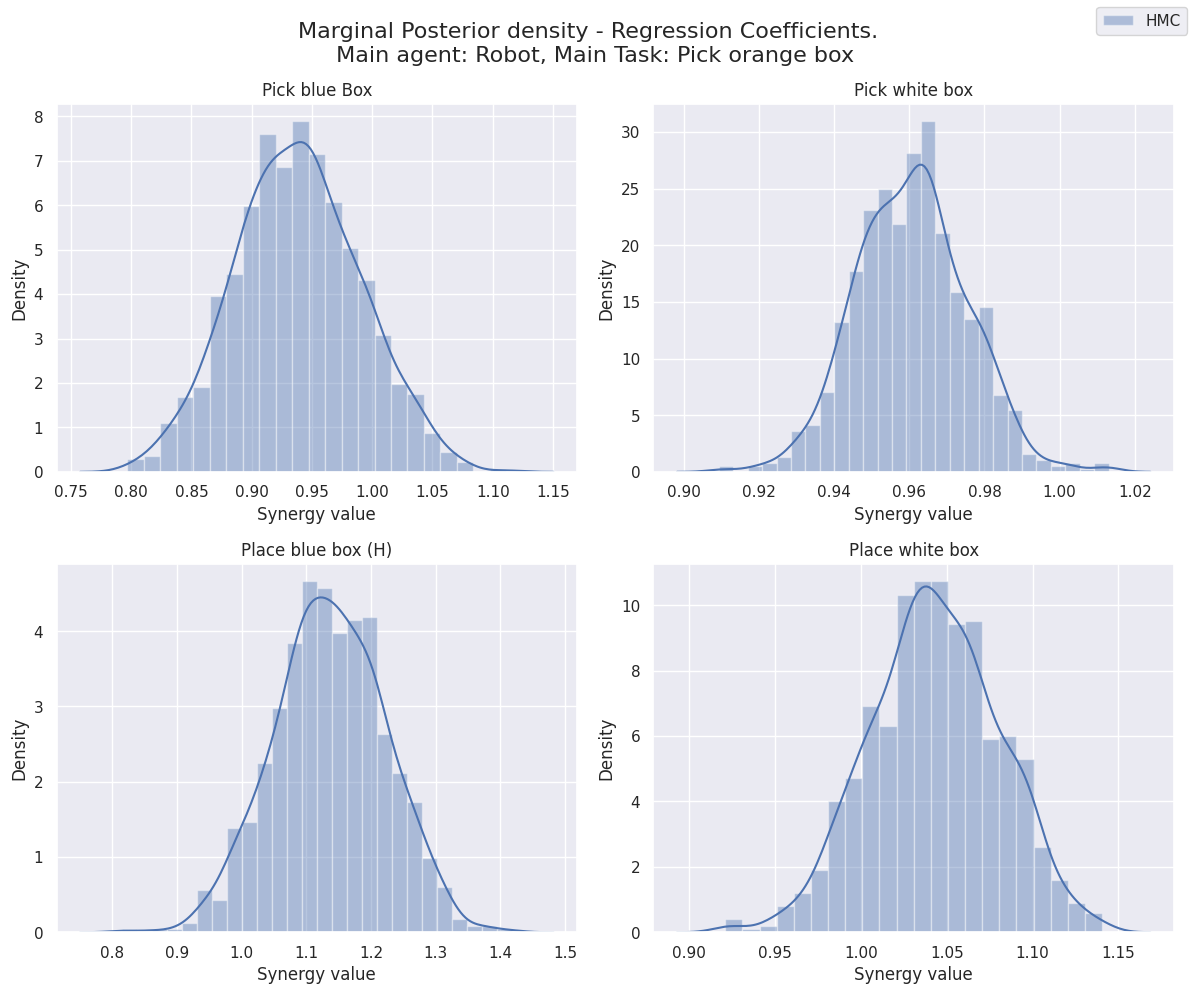 Marginal Posterior density - Regression Coefficients.
Main agent: Robot, Main Task: Pick orange box
HMC
Pick blue Box
Density
8
7
6
5
4
3
2
1
0
0.75 0.80 0.85 0.90 0.95 1.00 1.05 1.10 1.15
Synergy value
Pick white box
Density
30
25
20
15
10
5
0
0.90 0.92 0.94 0.96 0.98 1.00 1.02
Synergy value
Place blue box (H)
Density
4
3
2
1
0
0.8 0.9 1.0 1.1 1.2 1.3 1.4 1.5
Synergy value
Place white box
Density
10
8
6
4
2
0
0.90 0.95 1.00 1.05 1.10 1.15
Synergy value